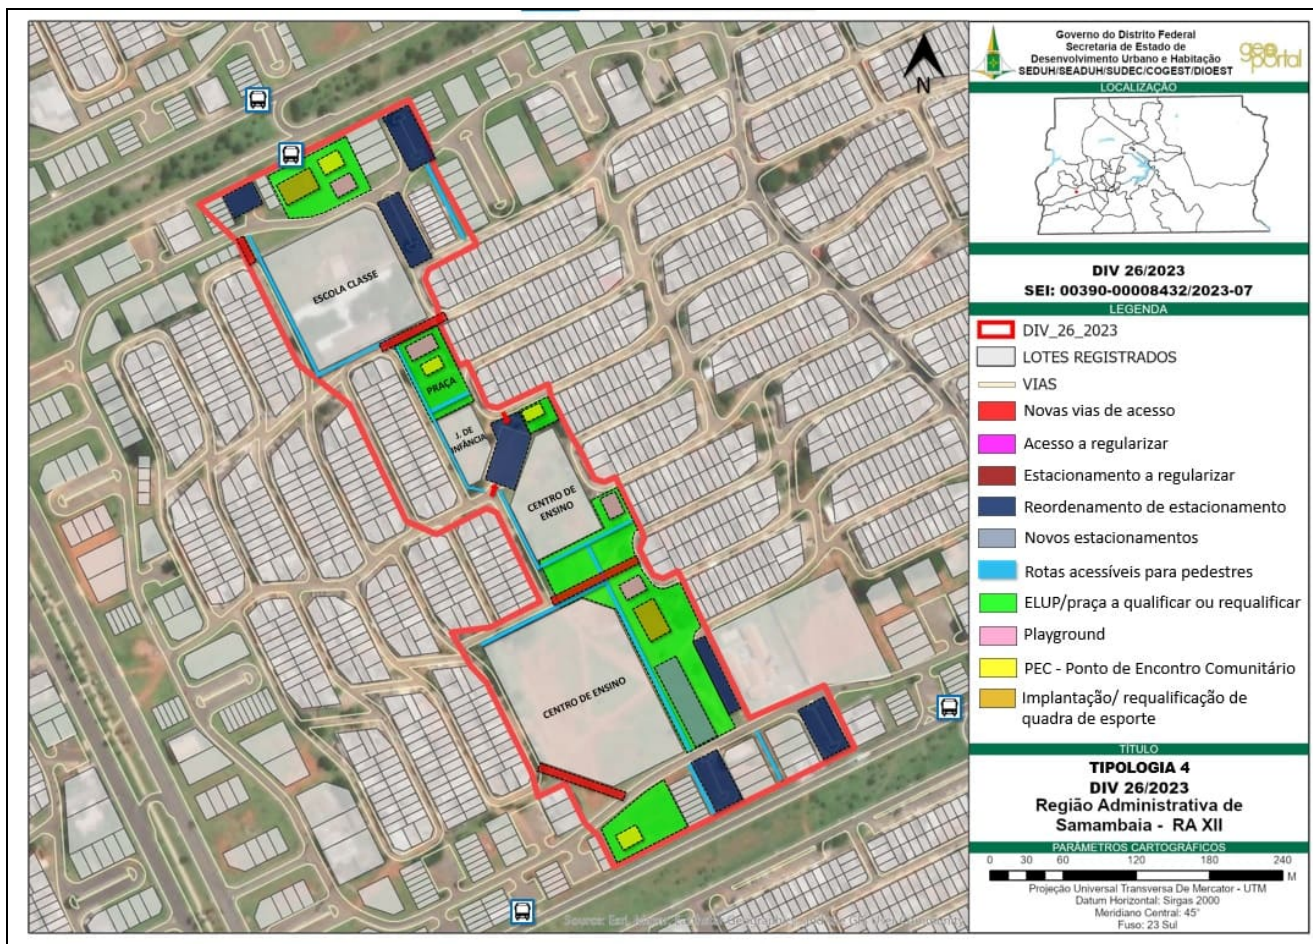 ESCOLA CLASSE
PRAÇA
J. DE
INFÂNCIA
CENTRO DE
ENSINO
CENTRO DE ENSINO
N
Governo do Distrito Federal
Secretaria de Estado de
Desenvolvimento Urbano e Habitação
SEDUH/SEADUH/SUDEC/COGEST/DIOEST
geo
portal
LOCALIZAÇÃO
DIV 26/2023
SEI: 00390-00008432/2023-07
LEGENDA
DIV_26_2023
LOTES REGISTRADOS
VIAS
Novas vias de acesso
Acesso a regularizar
Estacionamento a regularizar
Reordenamento de estacionamento
Novos estacionamentos
Rotas acessíveis para pedestres
ELUP/praça a qualificar ou requalificar
Playground
PEC - Ponto de Encontro Comunitário
Implantação/ requalificação de
quadra de esporte
TÍTULO
TIPOLOGIA 4
DIV 26/2023
Região Administrativa de
Samambaia - RA XII
PARÂMETROS CARTOGRÁFICOS
0 30 60 120 180 240
M
Projeção Universal Transversa De Mercator - UTM
Datum Horizontal: Sirgas 2000
Meridiano Central: 45°
Fuso: 23 Sul
Source: Esri,